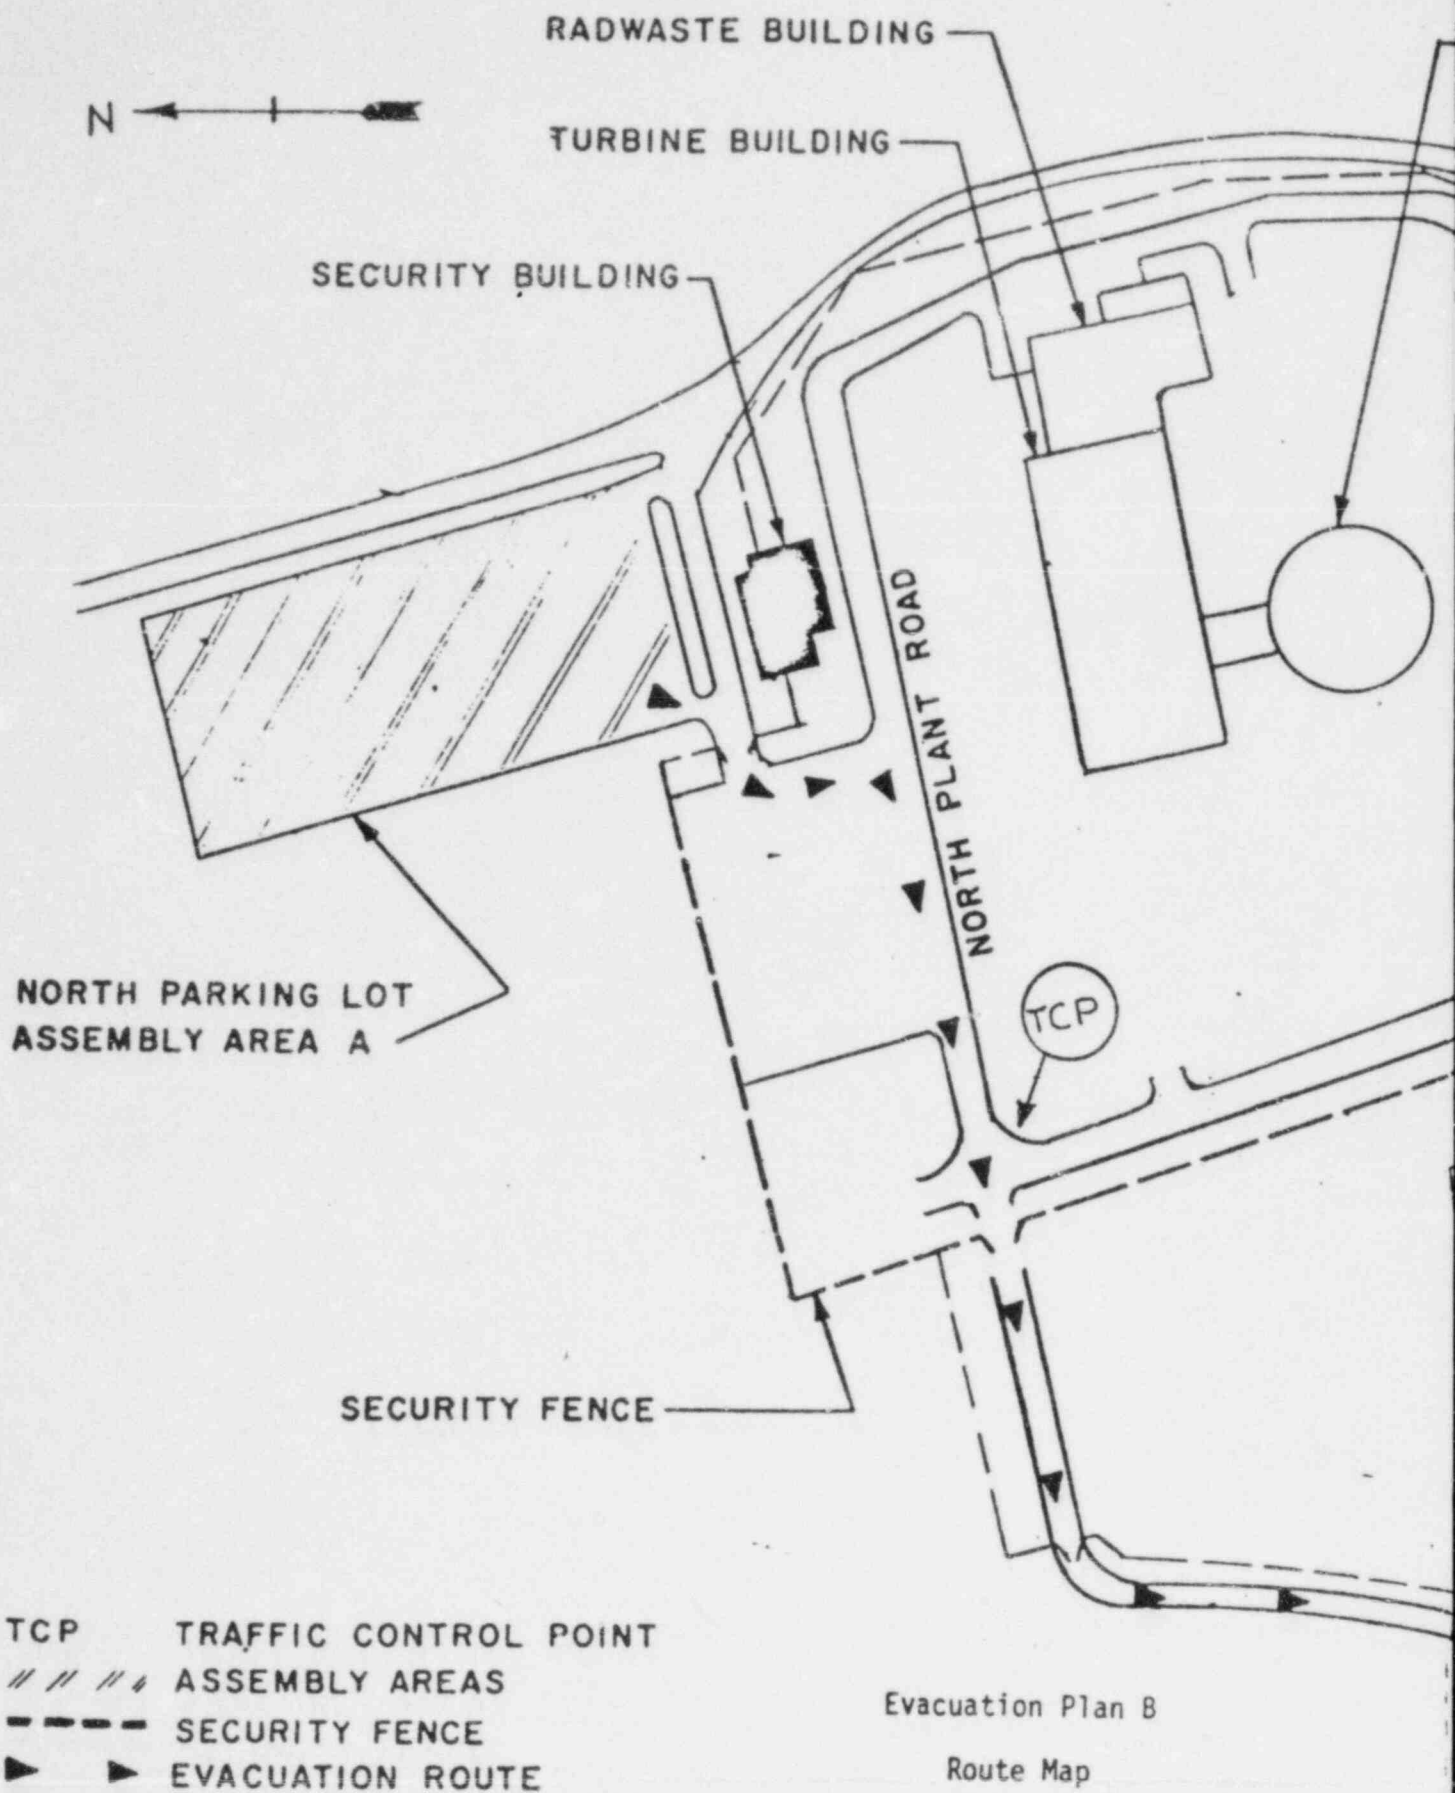 RADWASTE BUILDING
N
TURBINE BUILDING
SECURITY BUILDING
NORTH PLANT ROAD
NORTH PARKING LOT
ASSEMBLY AREA A
TCP
SECURITY FENCE
TCP TRAFFIC CONTROL POINT
ASSEMBLY AREAS
SECURITY FENCE
EVACUATION ROUTE
Evacuation Plan B
Route Map